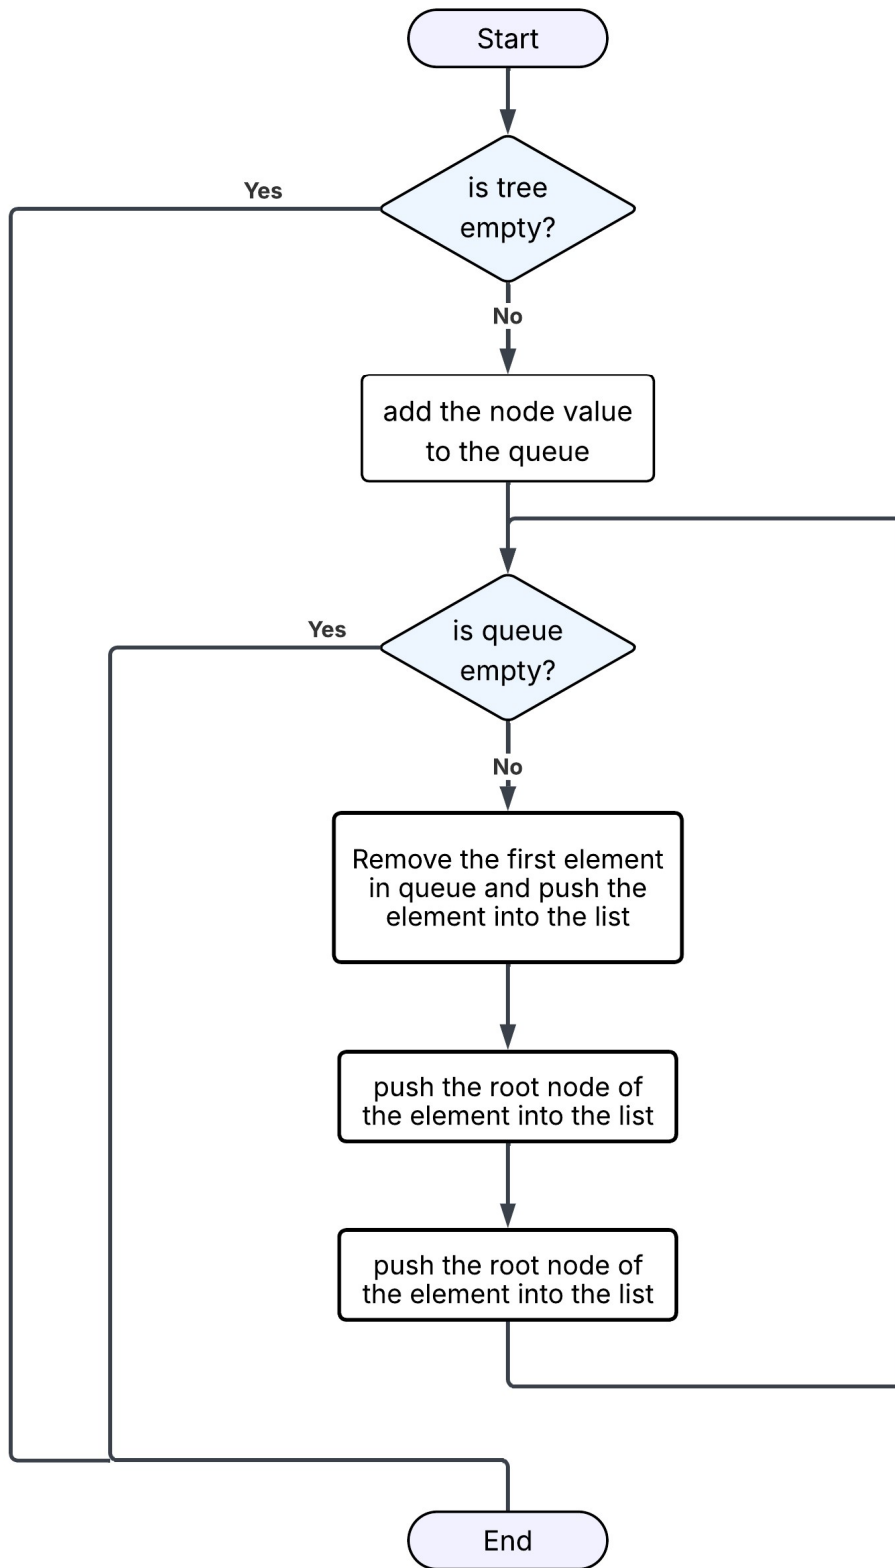 Start
is tree
empty?
Yes
No
add the node value
to the queue
is queue
empty?
Yes
No
Remove the first element
in queue and push the
element into the list
push the root node of
the element into the list
push the root node of
the element into the list
End